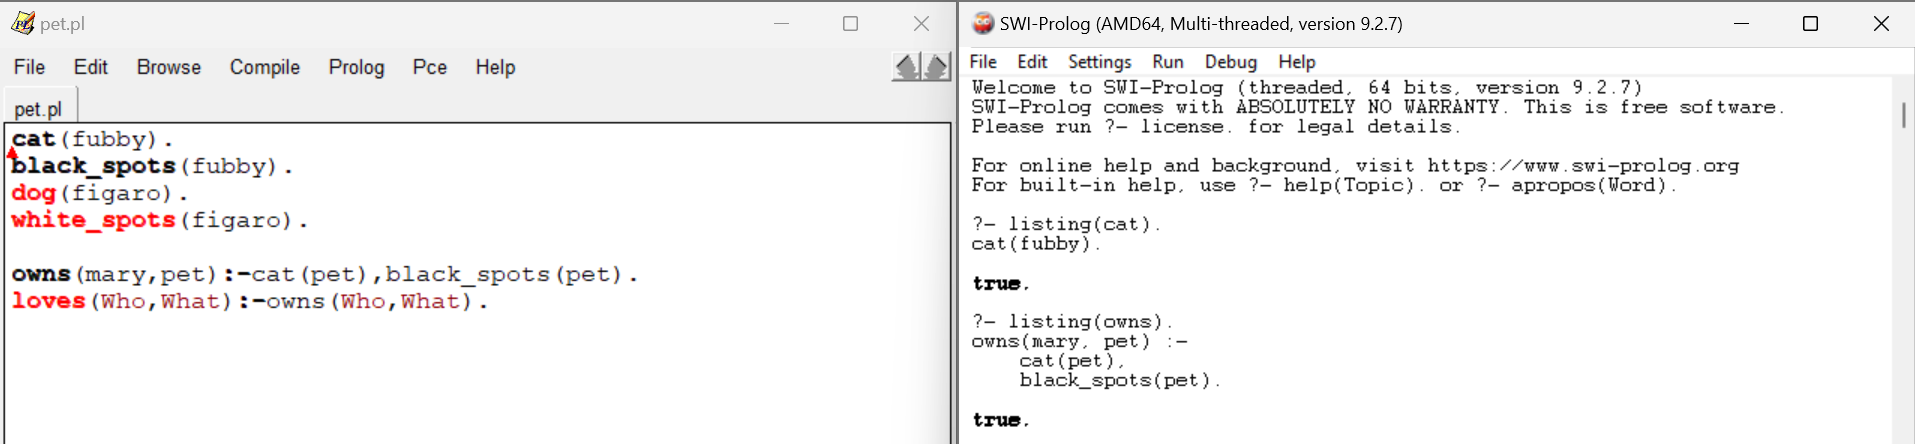 pet.pl
File Edit Browse Compile Prolog Pce Help
pet.pl
cat(fubby).
black_spots(fubby).
dog(figaro).
white_spots(figaro).
owns(mary,pet):-cat(pet),black_spots(pet).
loves(Who,What):-owns(Who,What).
SWI-Prolog (AMD64, Multi-threaded, version 9.2.7)
File Edit Settings Run Debug Help
Welcome to SWI-Prolog (threaded, 64 bits, version 9.2.7)
SWI-Prolog comes with ABSOLUTELY NO WARRANTY. This is free software.
Please run ?- license. for legal details.
For online help and background, visit https://www.swi-prolog.org
For built-in help, use ?- help(Topic). or ?- apropos(Word).
?- listing(cat).
cat(fubby).
true.
?- listing(owns).
owns(mary, pet) :-
    cat(pet),
    black_spots(pet).
true.